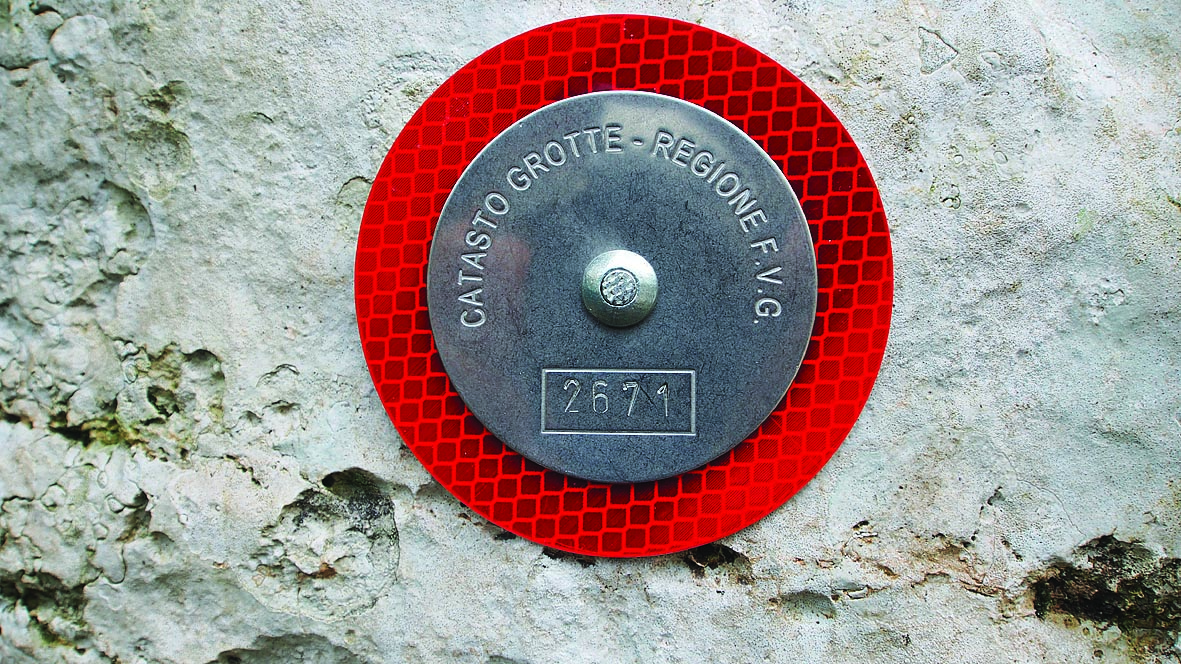 CATASTO GROTTE - REGIONE F.V.G.
2671